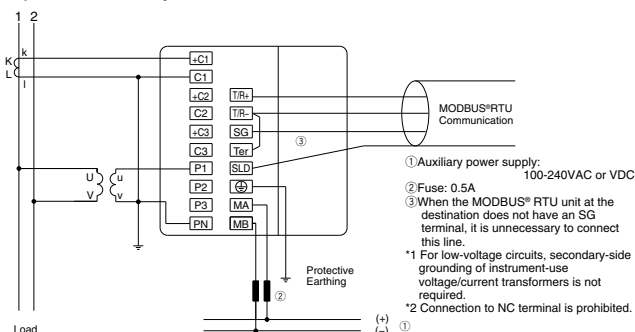 1 2
K
k
L
l
+C1
C1
+C2
T/R+
C2
T/R−
+C3
SG
C3
Ter
P1
SLD
P2
P3
MA
PN
MB
U
u
V
v
③
MODBUS®RTU
Communication
①Auxiliary power supply:
100-240VAC or VDC
②Fuse: 0.5A
③When the MODBUS® RTU unit at the
destination does not have an SG
terminal, it is unnecessary to connect
this line.
*1 For low-voltage circuits, secondary-side
grounding of instrument-use
voltage/current transformers is not
required.
*2 Connection to NC terminal is prohibited.
Protective
Earthing
②
(+)
(−)
①
Load